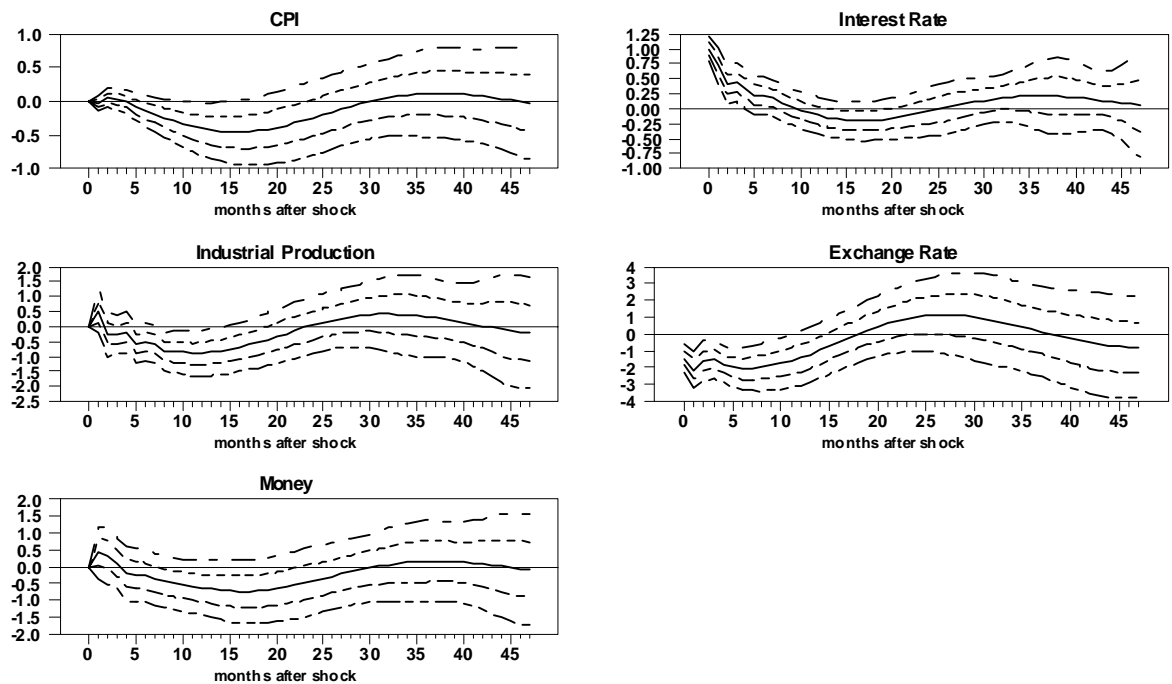 CPI
1.0
0.5
0.0
-0.5
-1.0
0 5 10 15 20 25 30 35 40 45
months after shock
Interest Rate
1.25
1.00
0.75
0.50
0.25
0.00
-0.25
-0.50
-0.75
-1.00
0 5 10 15 20 25 30 35 40 45
months after shock
Industrial Production
2.0
1.5
1.0
0.5
0.0
-0.5
-1.0
-1.5
-2.0
-2.5
0 5 10 15 20 25 30 35 40 45
months after shock
Exchange Rate
4
3
2
1
0
-1
-2
-3
-4
0 5 10 15 20 25 30 35 40 45
months after shock
Money
2.0
1.5
1.0
0.5
0.0
-0.5
-1.0
-1.5
-2.0
0 5 10 15 20 25 30 35 40 45
months after shock